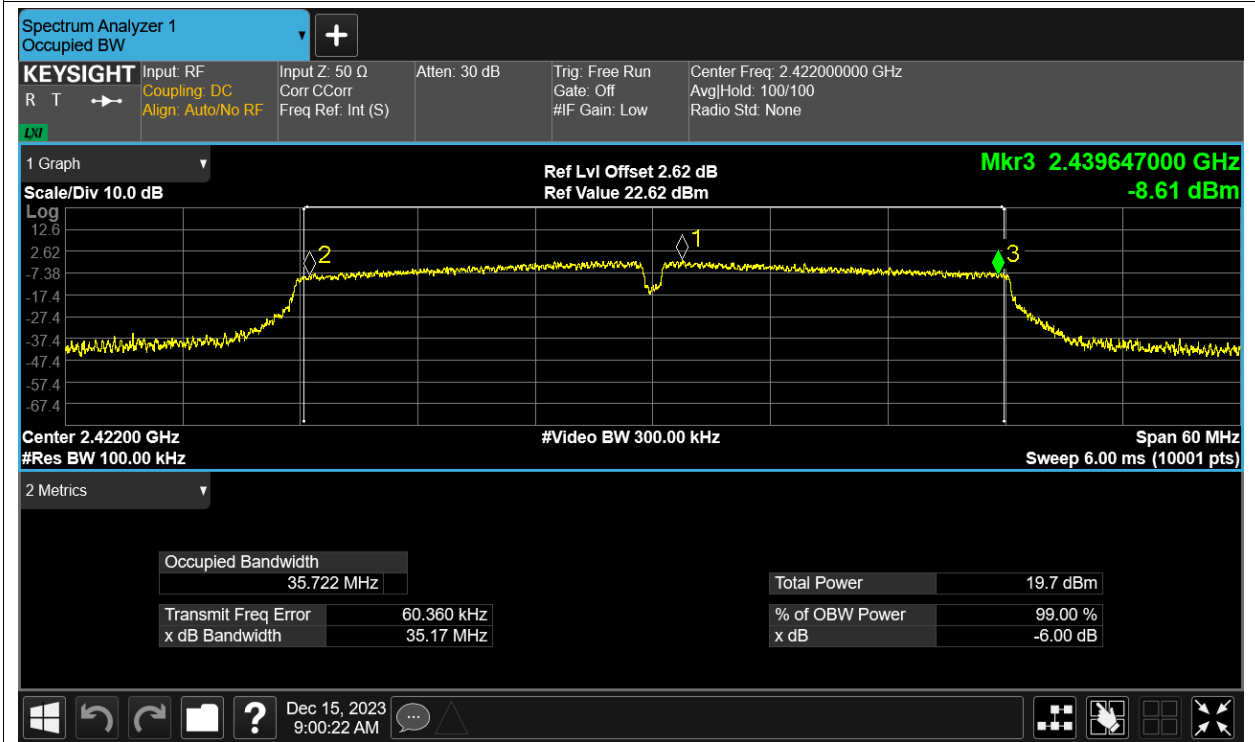 Spectrum Analyzer 1
Occupied BW
KEYSIGHT
R T
LXI
Input: RF
Coupling: DC
Align: Auto/No RF
Input Z: 50 Ω
Corr CCorr
Freq Ref: Int (S)
Atten: 30 dB
Trig: Free Run
Gate: Off
#IF Gain: Low
Center Freq: 2.422000000 GHz
Avg|Hold: 100/100
Radio Std: None
1 Graph
Scale/Div 10.0 dB
Ref Lvl Offset 2.62 dB
Ref Value 22.62 dBm
Mkr3 2.439647000 GHz
-8.61 dBm
Log
12.6
2.62
-7.38
-17.4
-27.4
-37.4
-47.4
-57.4
-67.4
2
1
3
Center 2.42200 GHz
#Res BW 100.00 kHz
#Video BW 300.00 kHz
Span 60 MHz
Sweep 6.00 ms (10001 pts)
2 Metrics
Occupied Bandwidth
35.722 MHz
Transmit Freq Error 60.360 kHz
x dB Bandwidth 35.17 MHz
Total Power 19.7 dBm
% of OBW Power 99.00 %
x dB -6.00 dB
?
Dec 15, 2023
9:00:22 AM